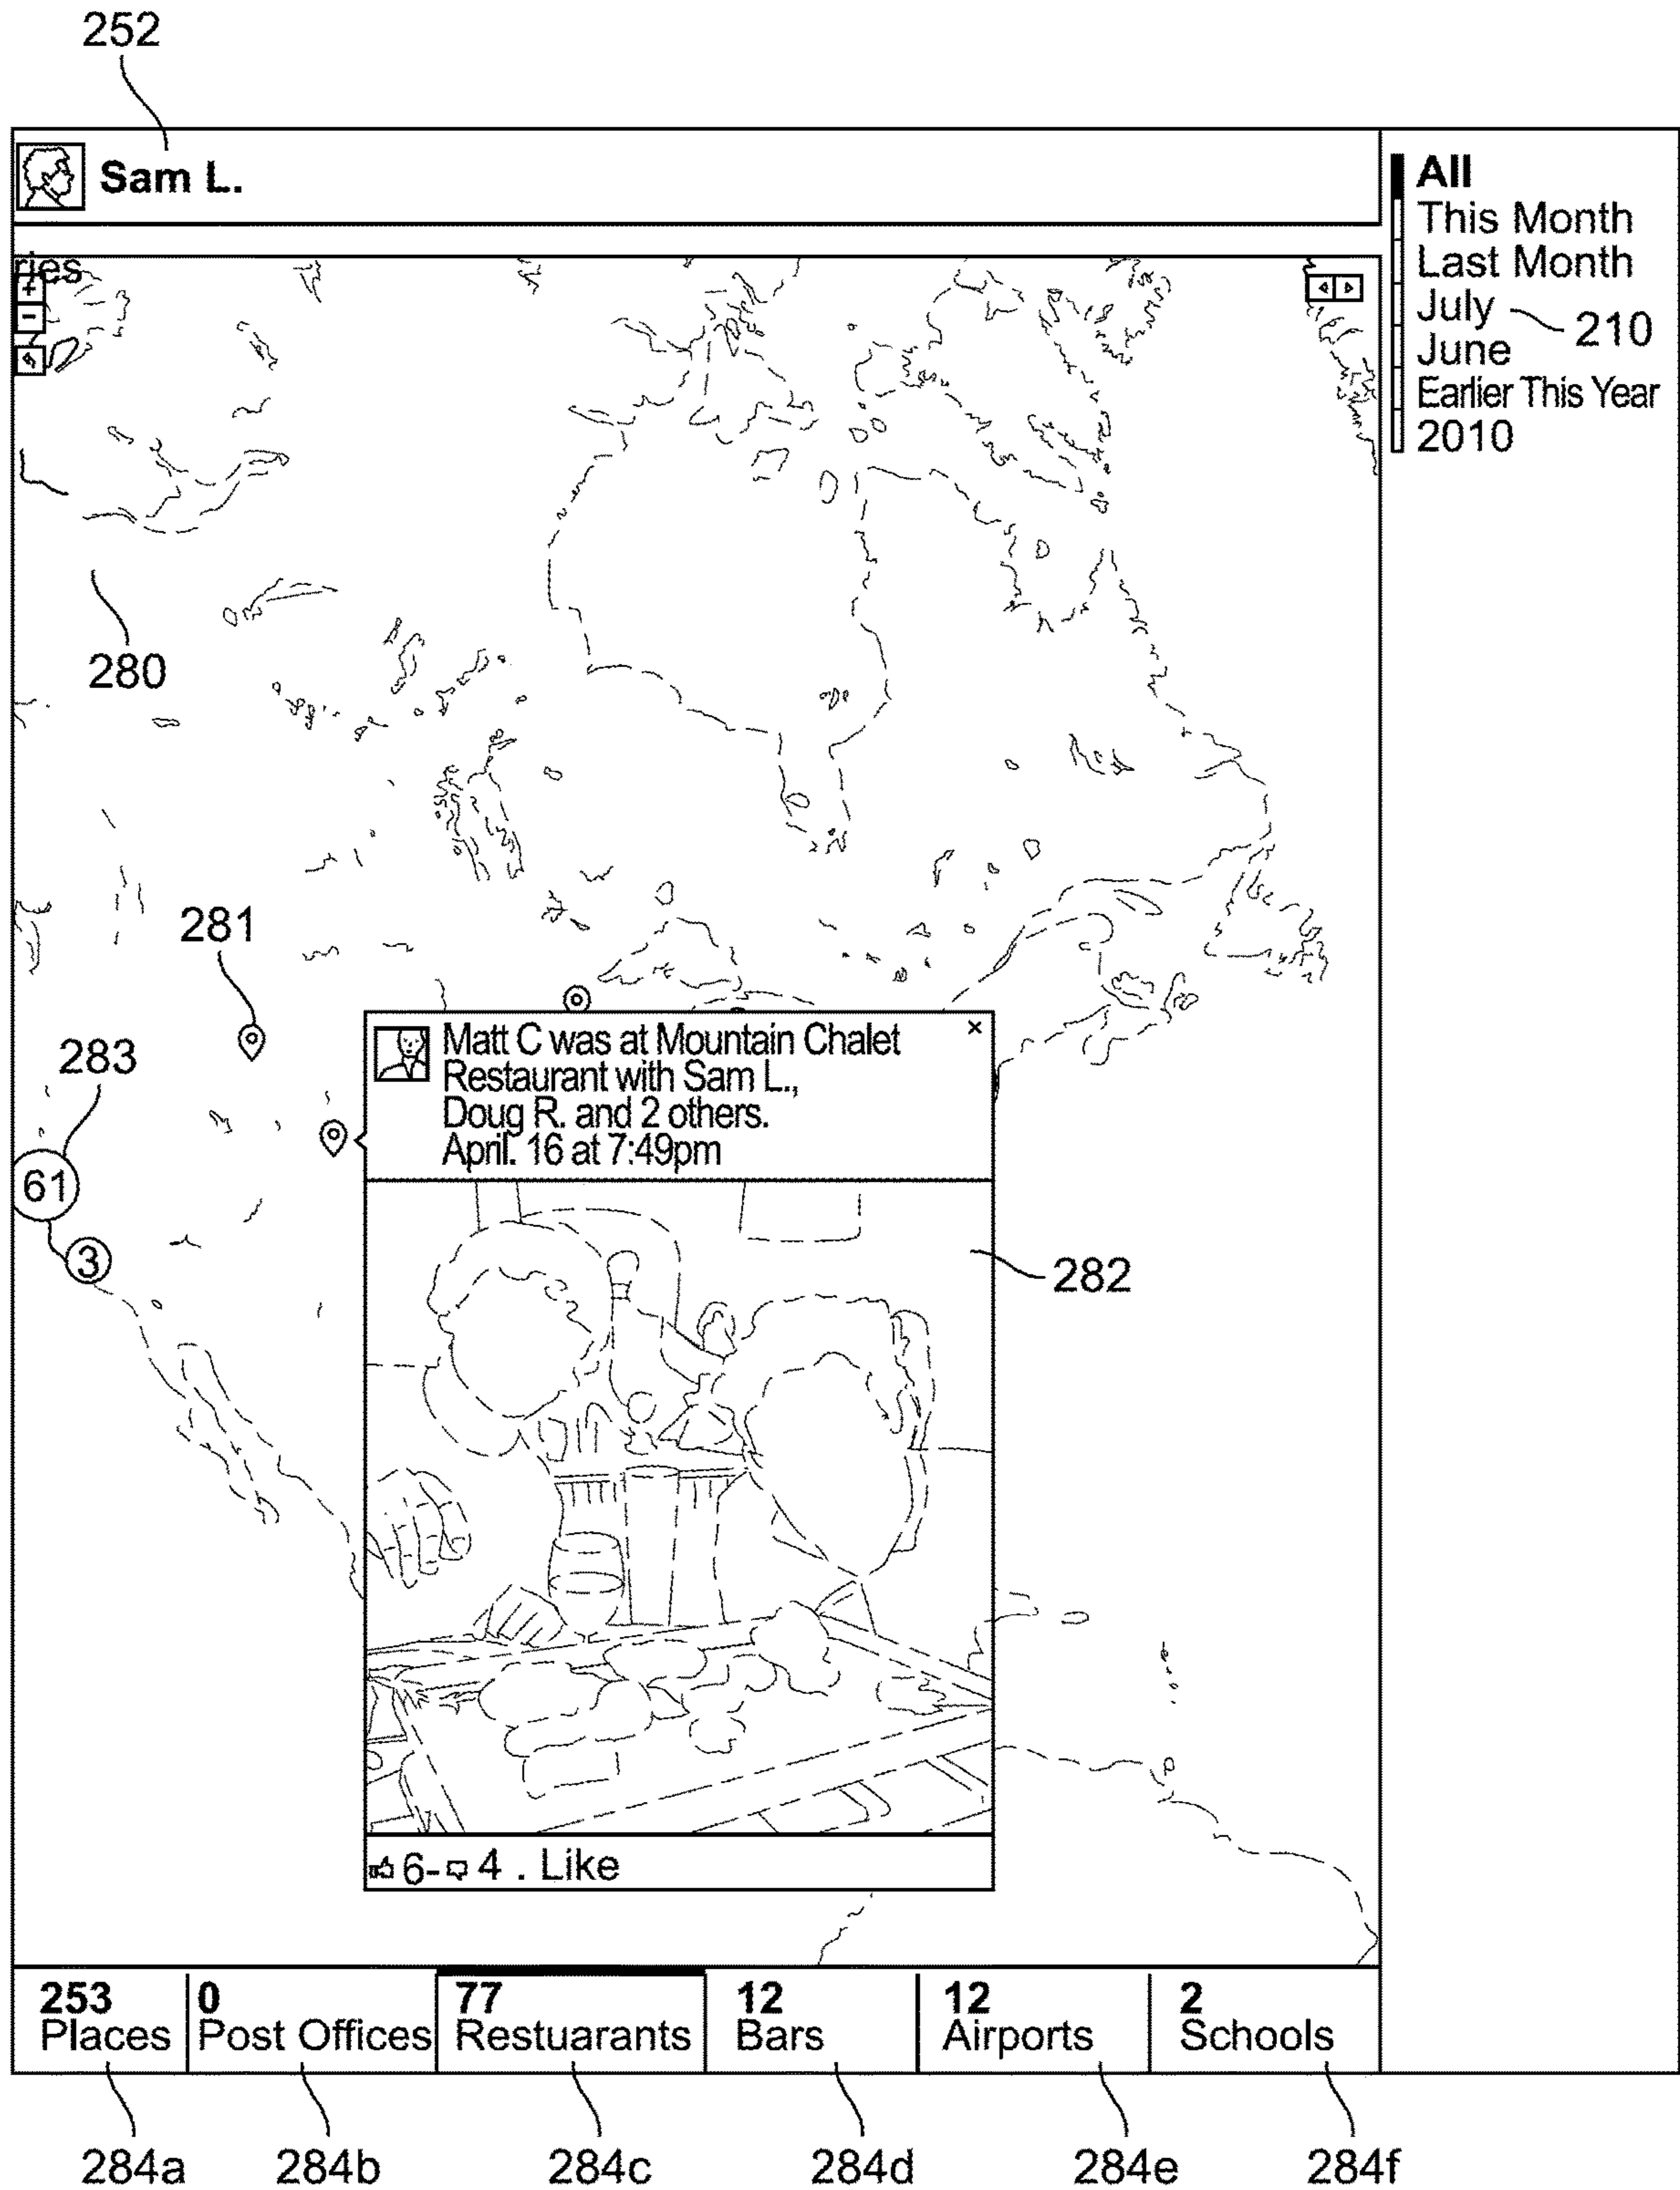 252
Sam L.
All
This Month
Last Month
July
210
June
Earlier This Year
2010
ries
+
-
280
281
283
61
3
Matt C was at Mountain Chalet
Restaurant with Sam L.,
Doug R. and 2 others.
April. 16 at 7:49pm
×
282
6- 4 . Like
253
Places
0
Post Offices
77
Restuarants
12
Bars
12
Airports
2
Schools
284a
284b
284c
284d
284e
284f